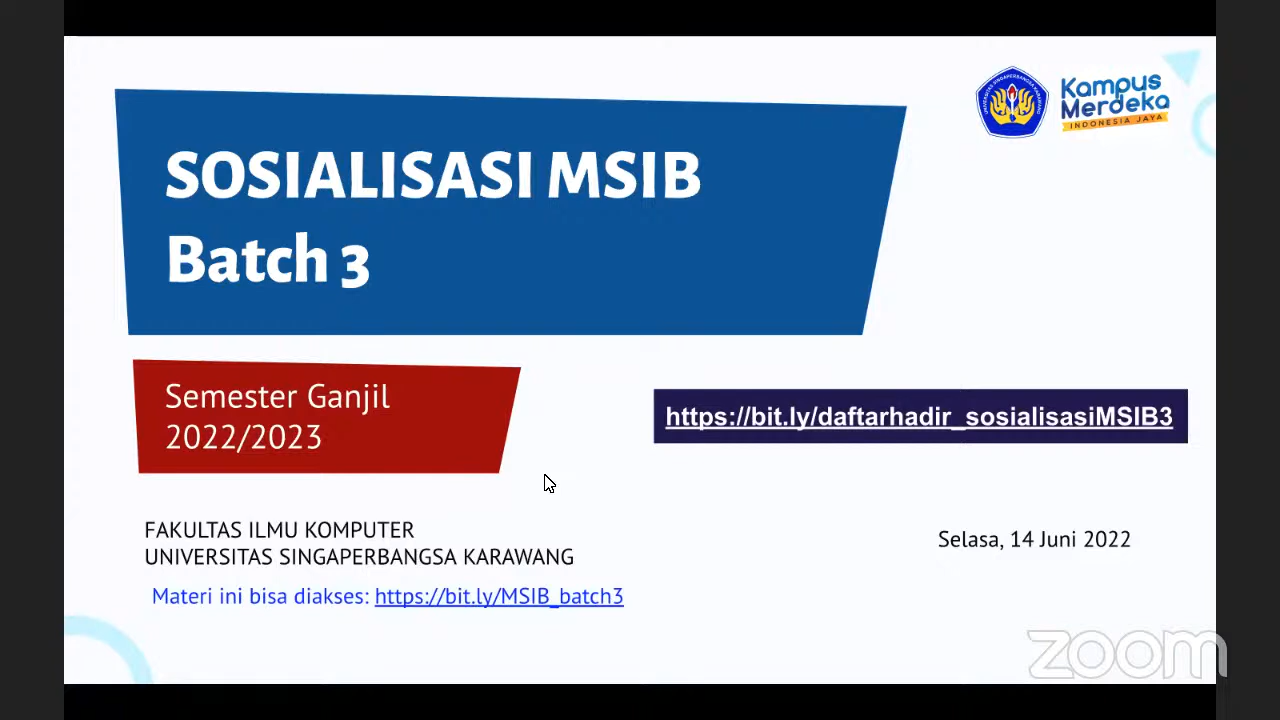 Kampus
Merdeka
INDONESIA JAYA
SOSIALISASI MSIB
Batch 3
Semester Ganjil
2022/2023
https://bit.ly/daftarhadir_sosialisasiMSIB3
FAKULTAS ILMU KOMPUTER
UNIVERSITAS SINGAPERBANGSA KARAWANG
Selasa, 14 Juni 2022
Materi ini bisa diakses: https://bit.ly/MSIB_batch3
zoom